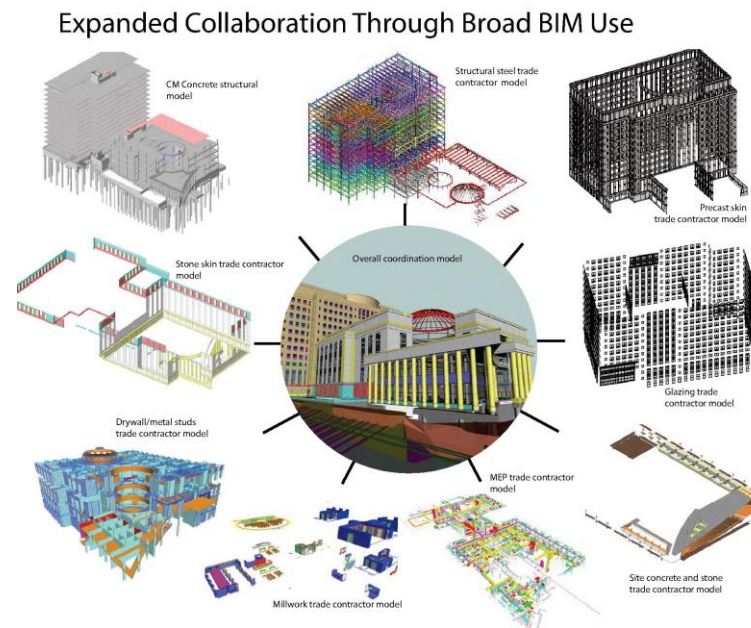 Expanded Collaboration Through Broad BIM Use
CM Concrete structural
model
Structural steel trade
contractor model
Precast skin
trade contractor model
Stone skin trade contractor
model
Overall coordination model
Glazing trade
contractor model
Drywall/metal studs
trade contractor model
MEP trade contractor
model
Millwork trade contractor model
Site concrete and stone
trade contractor model